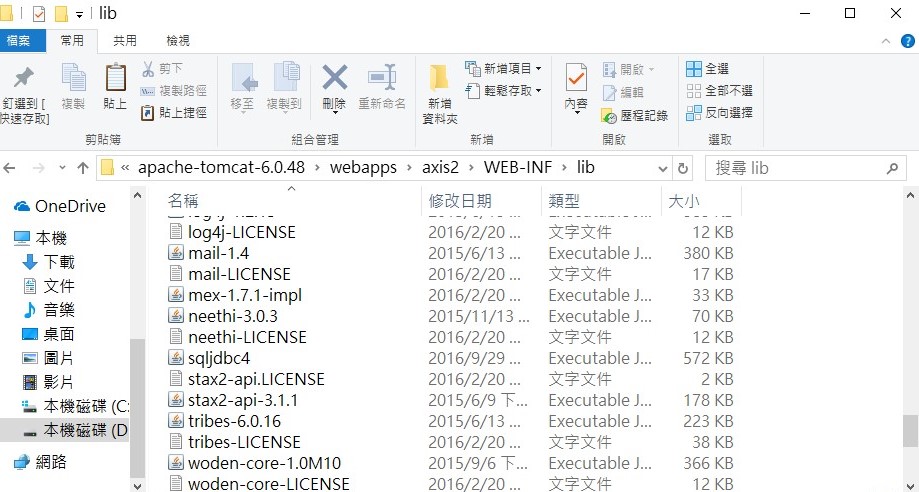 lib
檔案 常用 共用 檢視
釘選到 [
快速存取]
複製
貼上
剪下
複製路徑
貼上捷徑
剪貼簿
移至
複製到
刪除
重新命名
組合管理
新增
資料夾
新增項目
輕鬆存取
新增
內容
開啟
編輯
歷程記錄
開啟
全選
全部不選
反向選擇
選取
« apache-tomcat-6.0.48 › webapps › axis2 › WEB-INF › lib
搜尋 lib
OneDrive
本機
下載
文件
音樂
桌面
圖片
影片
本機磁碟 (C:
本機磁碟 (D
網路
名稱 修改日期 類型 大小
log4j-LICENSE 2016/2/20 ... 文字文件 12 KB
mail-1.4 2015/6/13 ... Executable J... 380 KB
mail-LICENSE 2016/2/20 ... 文字文件 17 KB
mex-1.7.1-impl 2016/2/20 ... Executable J... 33 KB
neethi-3.0.3 2015/11/13 ... Executable J... 70 KB
neethi-LICENSE 2016/2/20 ... 文字文件 12 KB
sqljdbc4 2016/9/29 ... Executable J... 572 KB
stax2-api.LICENSE 2016/2/20 ... 文字文件 2 KB
stax2-api-3.1.1 2015/6/9 下... Executable J... 178 KB
tribes-6.0.16 2015/6/13 ... Executable J... 223 KB
tribes-LICENSE 2016/2/20 ... 文字文件 38 KB
woden-core-1.0M10 2015/9/6 下... Executable J... 366 KB
woden-core-LICENSE 2016/2/20 ... 文字文件 12 KB